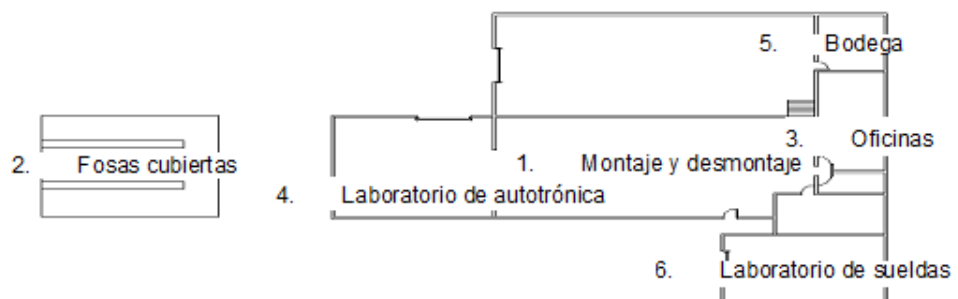 5. Bodega
3. Oficinas
2. Fosas cubiertas
1. Montaje y desmontaje
4. Laboratorio de autotrónica
6. Laboratorio de sueldas